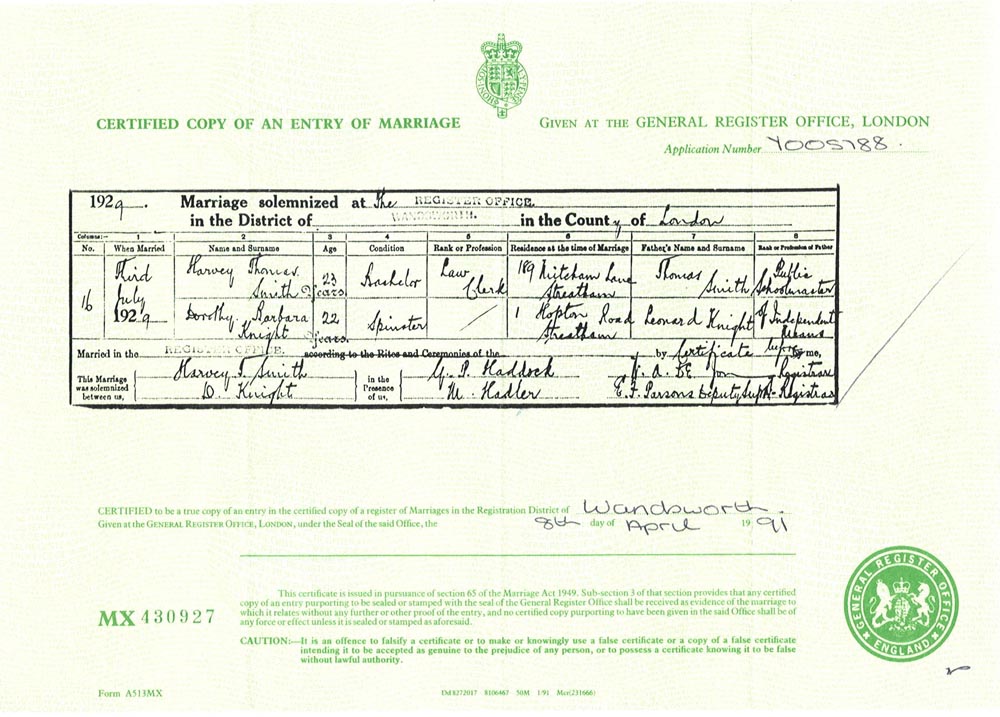 CERTIFIED COPY OF AN ENTRY OF MARRIAGE
GIVEN AT THE GENERAL REGISTER OFFICE, LONDON
Application Number Y005788.
1929. Marriage solemnized at The REGISTER OFFICE.
in the District of WANDSWORTH. in the County of London
Columns:— 1 2 3 4 5 6 7 8
No. When Married Name and Surname Age Condition Rank or Profession Residence at the time of Marriage Father's Name and Surname Rank or Profession of Father
16 Third July 1929
Harvey Thomas Smith 23 Years Bachelor Law Clerk 189 Mitcham Lane Streatham Thomas Smith Public Schoolmaster
Dorothy Barbara Knight 22 Years. Spinster 1 Hopton Road Streatham Leonard Knight Of Independent Means
Married in the REGISTER OFFICE. according to the Rites and Ceremonies of the by Certificate before me,
This Marriage was solemnized between us,
Harvey T. Smith
D. Knight
in the Presence of us,
G. P. Haddock
M. Hadler
Registrar
E. F. Parsons Deputy Supt. Registrar
CERTIFIED to be a true copy of an entry in the certified copy of a register of Marriages in the Registration District of Wandsworth.
Given at the GENERAL REGISTER OFFICE, LONDON, under the Seal of the said Office, the 8th day of April 1991
MX 430927
This certificate is issued in pursuance of section 65 of the Marriage Act 1949. Sub-section 3 of that section provides that any certified
copy of an entry purporting to be sealed or stamped with the seal of the General Register Office shall be received as evidence of the marriage to
which it relates without any further or other proof of the entry, and no certified copy purporting to have been given in the said Office shall be of
any force or effect unless it is sealed or stamped as aforesaid.
CAUTION:—It is an offence to falsify a certificate or to make or knowingly use a false certificate or a copy of a false certificate
intending it to be accepted as genuine to the prejudice of any person, or to possess a certificate knowing it to be false
without lawful authority.
GENERAL REGISTER OFFICE
ENGLAND
Form A513MX
Dd 8272017 8106467 50M 1/91 Mcr(231666)